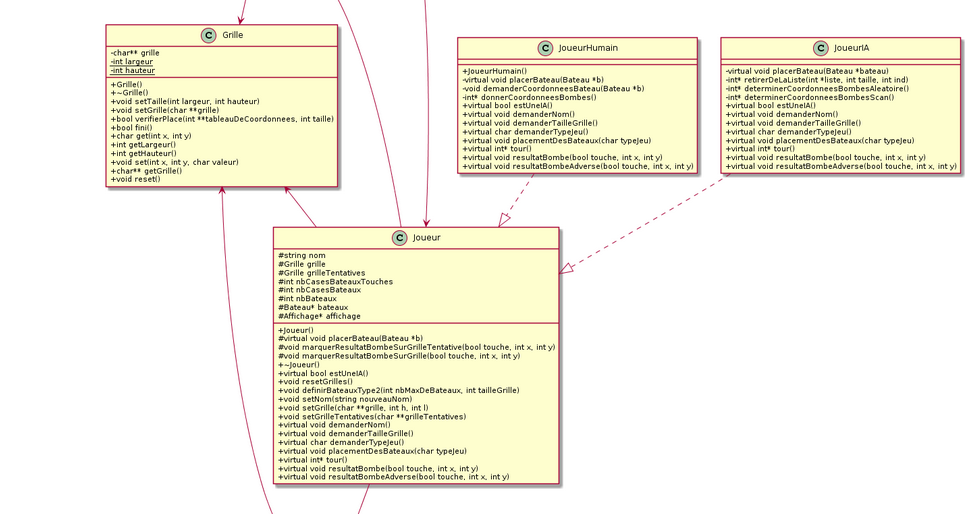 C Grille
-char** grille
-int largeur
-int hauteur
+Grille()
+~Grille()
+void setTaille(int largeur, int hauteur)
+void setGrille(char **grille)
+bool verifierPlace(int **tableauDeCoordonnees, int taille)
+bool fini()
+char get(int x, int y)
+int getLargeur()
+int getHauteur()
+void set(int x, int y, char valeur)
+char** getGrille()
+void reset()
C JoueurHumain
+JoueurHumain()
-virtual void placerBateau(Bateau *b)
-void demanderCoordonneesBateau(Bateau *b)
-int* donnerCoordonneesBombes()
+virtual bool estUneIA()
+virtual void demanderNom()
+virtual void demanderTailleGrille()
+virtual char demanderTypeJeu()
+virtual void placementDesBateaux(char typeJeu)
+virtual int* tour()
+virtual void resultatBombe(bool touche, int x, int y)
+virtual void resultatBombeAdverse(bool touche, int x, int y)
C JoueurIA
-virtual void placerBateau(Bateau *bateau)
-int* retirerDeLaListe(int *liste, int taille, int ind)
-int* determinerCoordonneesBombesAleatoire()
-int* determinerCoordonneesBombesScan()
+virtual bool estUneIA()
+virtual void demanderNom()
+virtual void demanderTailleGrille()
+virtual char demanderTypeJeu()
+virtual void placementDesBateaux(char typeJeu)
+virtual int* tour()
+virtual void resultatBombe(bool touche, int x, int y)
+virtual void resultatBombeAdverse(bool touche, int x, int y)
C Joueur
#string nom
#Grille grille
#Grille grilleTentatives
#int nbCasesBateauxTouches
#int nbCasesBateaux
#int nbBateaux
#Bateau* bateaux
#Affichage* affichage
+Joueur()
#virtual void placerBateau(Bateau *b)
#void marquerResultatBombeSurGrilleTentative(bool touche, int x, int y)
#void marquerResultatBombeSurGrille(bool touche, int x, int y)
+~Joueur()
+virtual bool estUneIA()
+void resetGrilles()
+void definirBateauxType2(int nbMaxDeBateaux, int tailleGrille)
+void setNom(string nouveauNom)
+void setGrille(char **grille, int h, int l)
+void setGrilleTentatives(char **grilleTentatives)
+virtual void demanderNom()
+virtual void demanderTailleGrille()
+virtual char demanderTypeJeu()
+virtual void placementDesBateaux(char typeJeu)
+virtual int* tour()
+virtual void resultatBombe(bool touche, int x, int y)
+virtual void resultatBombeAdverse(bool touche, int x, int y)